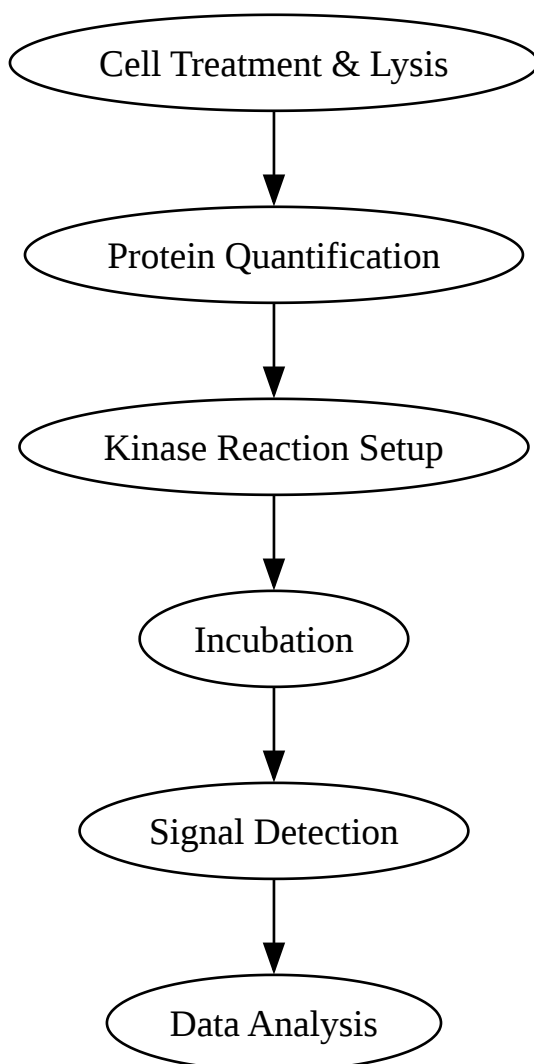 Cell Treatment & Lysis
Protein Quantification
Kinase Reaction Setup
Incubation
Signal Detection
Data Analysis